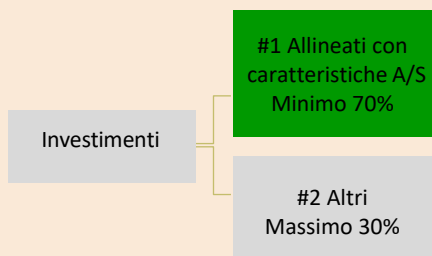 #1 Allineati con
caratteristiche A/S
Minimo 70%
Investimenti
#2 Altri
Massimo 30%